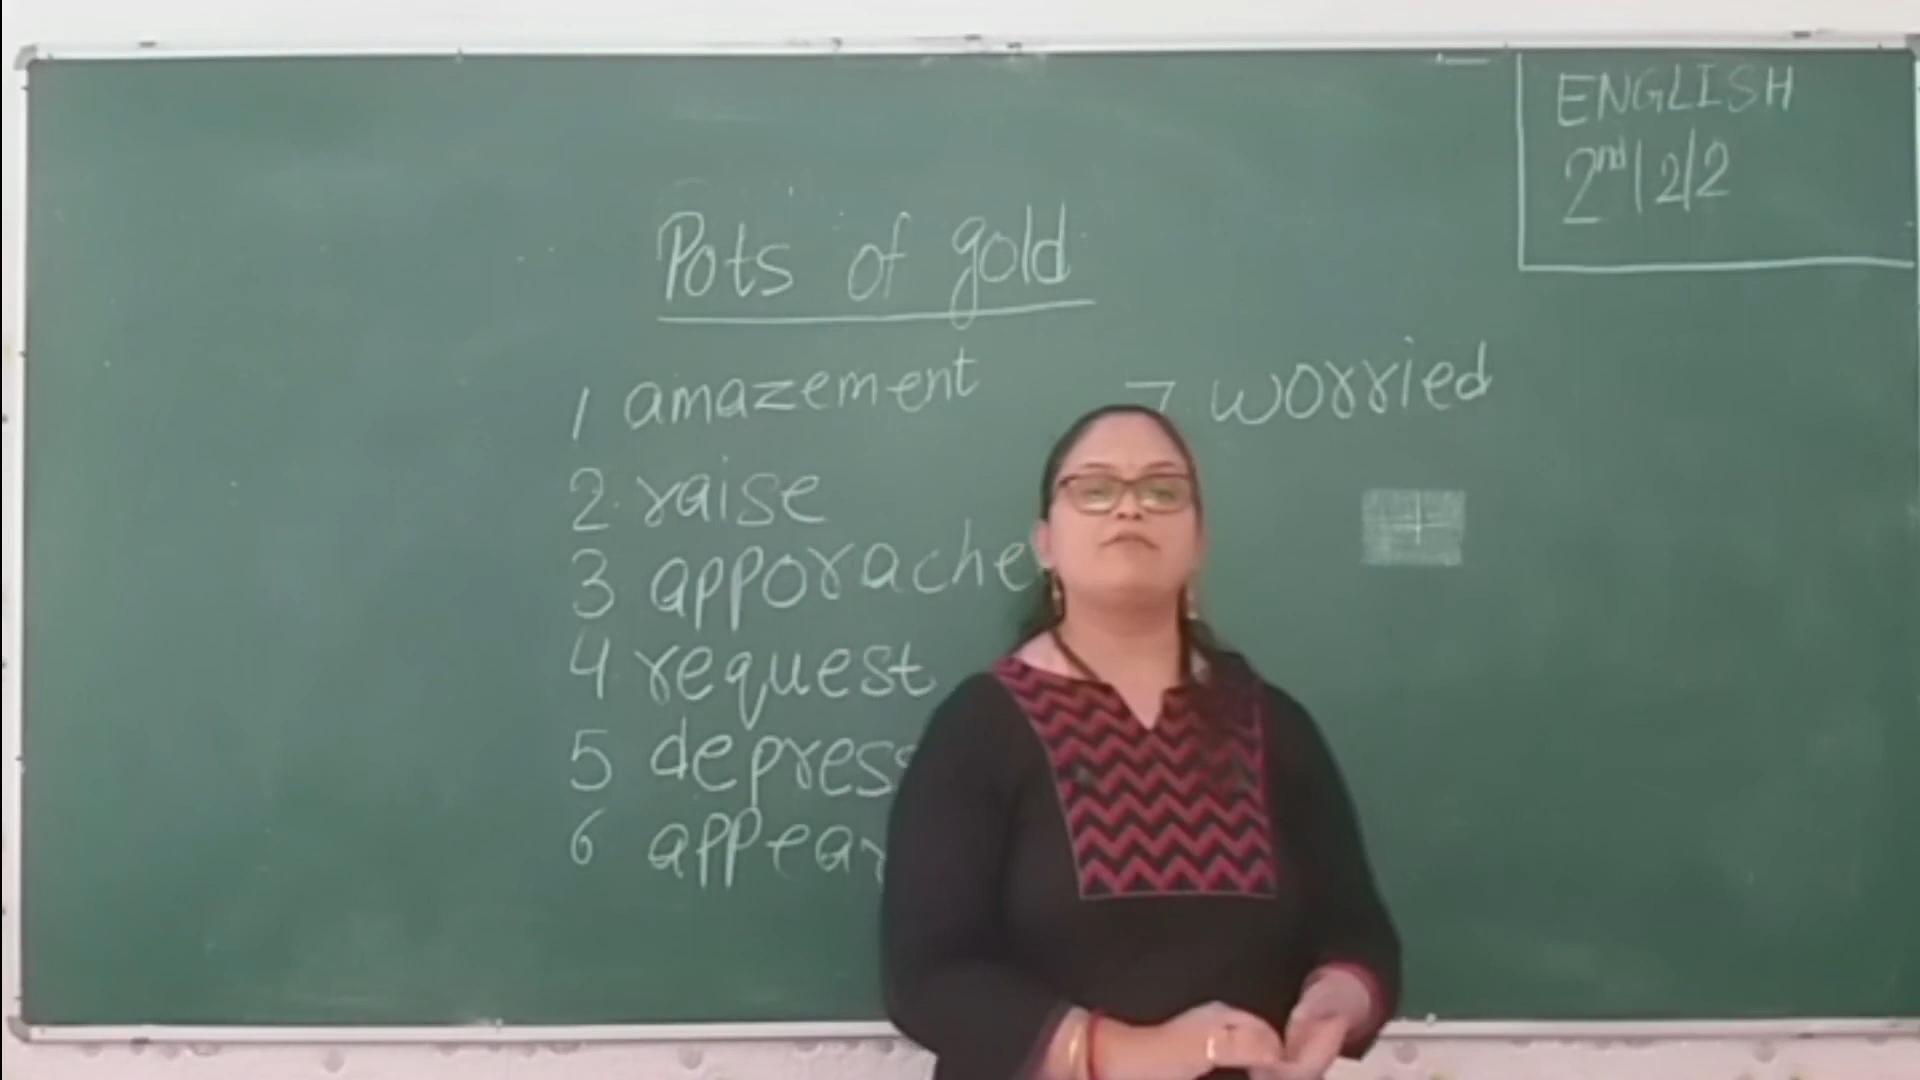 ENGLISH
2nd/2/2
Pots of gold
1 amazement
2. raise
3 apporache
4 request
5 depress
6 appear
7. worried